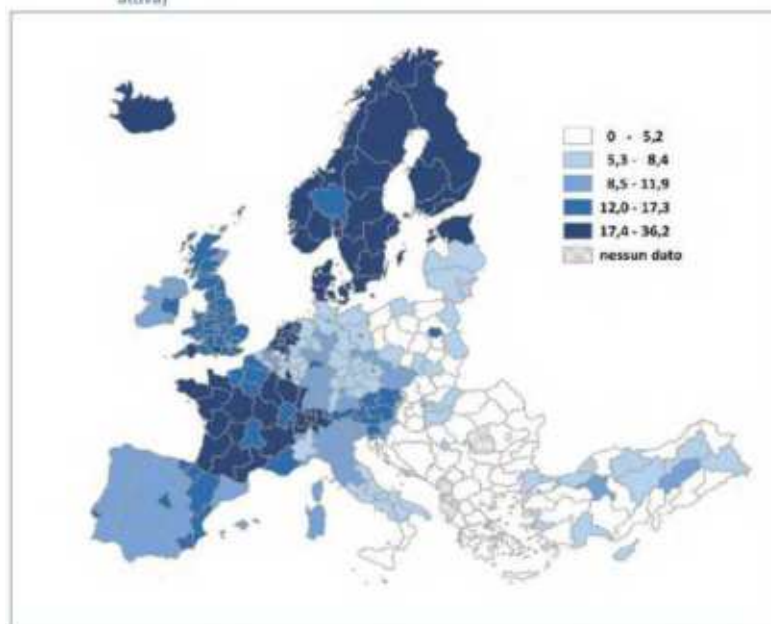 0 - 5,2
5,3 - 8,4
8,5 - 11,9
12,0 - 17,3
17,4 - 36,2
nessun dato